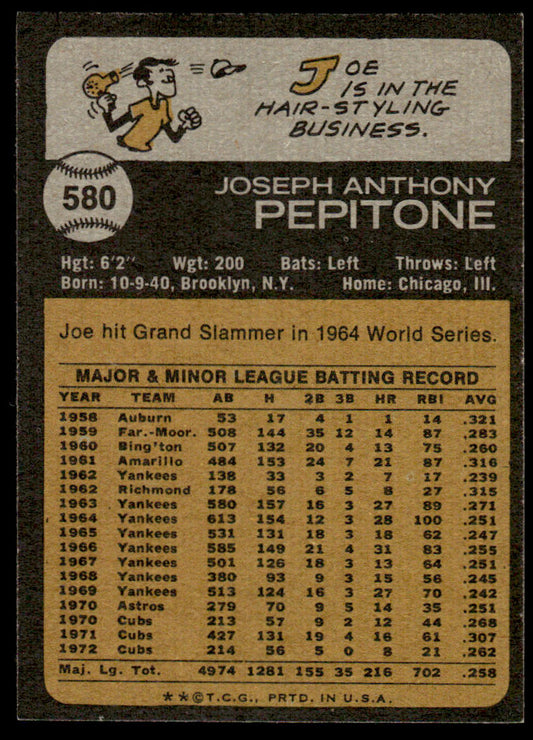 JOE
IS IN THE
HAIR-STYLING
BUSINESS.
580
JOSEPH ANTHONY
PEPITONE
Hgt: 6'2" Wgt: 200 Bats: Left Throws: Left
Born: 10-9-40, Brooklyn, N.Y. Home: Chicago, Ill.
Joe hit Grand Slammer in 1964 World Series.
MAJOR & MINOR LEAGUE BATTING RECORD
YEAR TEAM AB H 2B 3B HR RBI AVG
1958 Auburn 53 17 4 1 1 14 .321
1959 Far.-Moor. 508 144 35 12 14 87 .283
1960 Bing'ton 507 132 20 4 13 75 .260
1961 Amarillo 484 153 24 7 21 87 .316
1962 Yankees 138 33 3 2 7 17 .239
1962 Richmond 178 56 6 5 8 27 .315
1963 Yankees 580 157 16 3 27 89 .271
1964 Yankees 613 154 12 3 28 100 .251
1965 Yankees 531 131 18 3 18 62 .247
1966 Yankees 585 149 21 4 31 83 .255
1967 Yankees 501 126 18 3 13 64 .251
1968 Yankees 380 93 9 3 15 56 .245
1969 Yankees 513 124 16 3 27 70 .242
1970 Astros 279 70 9 5 14 35 .251
1970 Cubs 213 57 9 2 12 44 .268
1971 Cubs 427 131 19 4 16 61 .307
1972 Cubs 214 56 5 0 8 21 .262
Maj. Lg. Tot. 4974 1281 155 35 216 702 .258
**©T.C.G., PRTD. IN U.S.A.